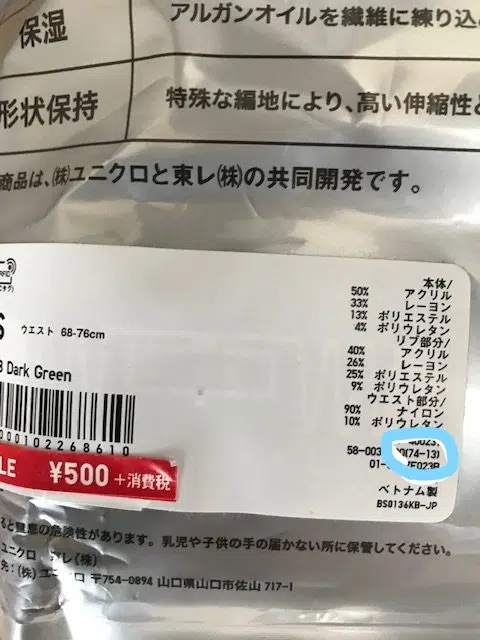 保湿
アルガンオイルを繊維に練り込
形状保持
特殊な編地により、高い伸縮性と
商品は、(株)ユニクロと東レ(株)の共同開発です。
S
ウエスト 68-76cm
Dark Green
000102268610
LE ¥500 +消費税
本体/
50% アクリル
33% レーヨン
13% ポリエステル
4% ポリウレタン
リブ部分/
40% アクリル
26% レーヨン
25% ポリエステル
9% ポリウレタン
ウエスト部分/
90% ナイロン
10% ポリウレタン
58-003 (74-13)
01-
ベトナム製
BS0136KB-JP
の危険性があります。乳児や子供の手の届かない所に保管してください。
ユニクロ 東レ(株)
先:(株)ユニクロ 〒754-0894 山口県山口市佐山 717-1